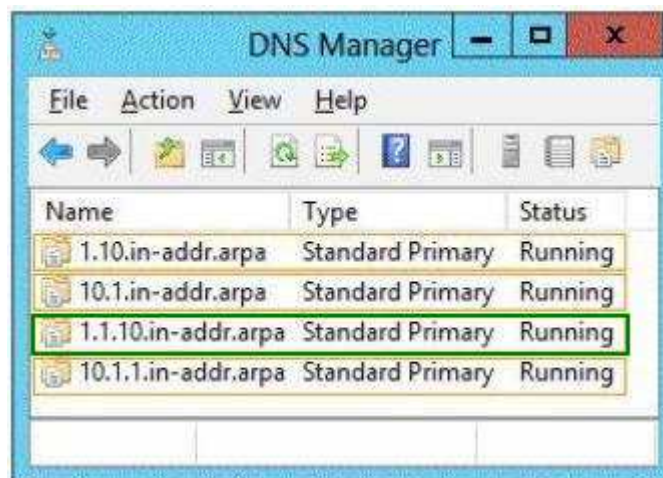 DNS Manager
File Action View Help
Name Type Status
1.10.in-addr.arpa Standard Primary Running
10.1.in-addr.arpa Standard Primary Running
1.1.10.in-addr.arpa Standard Primary Running
10.1.1.in-addr.arpa Standard Primary Running